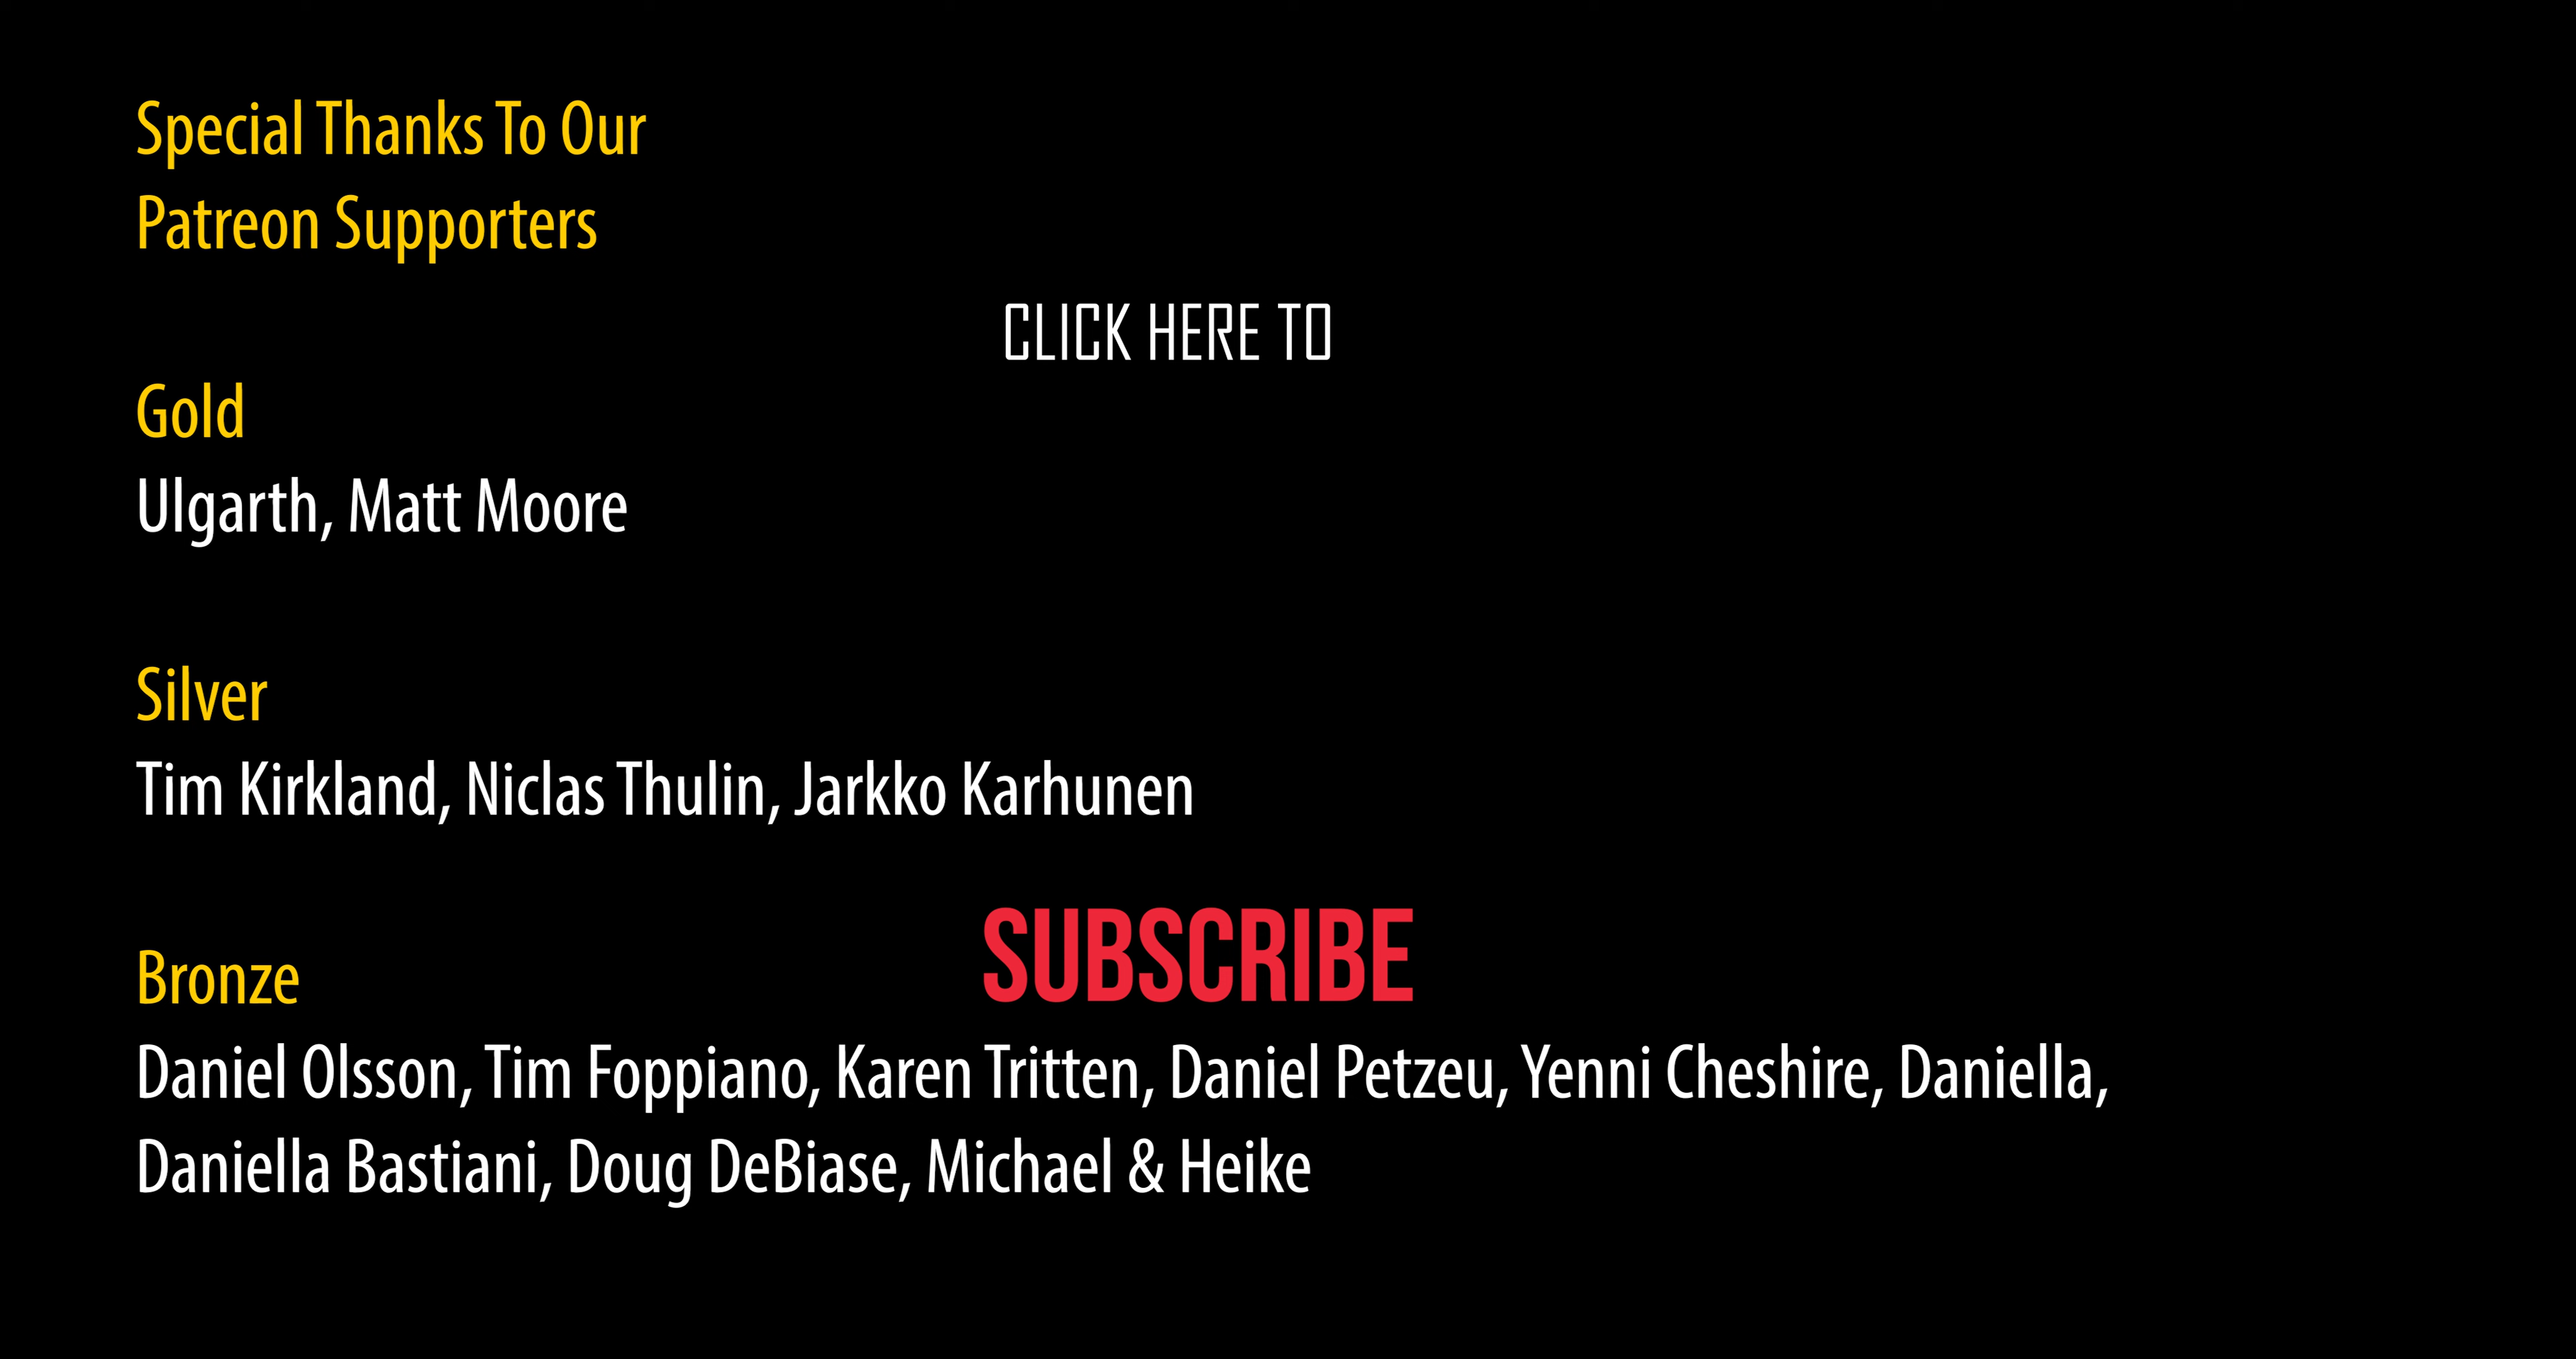 Special Thanks To Our
Patreon Supporters
CLICK HERE TO
Gold
Ulgarth, Matt Moore
Silver
Tim Kirkland, Niclas Thulin, Jarkko Karhunen
SUBSCRIBE
Bronze
Daniel Olsson, Tim Foppiano, Karen Tritten, Daniel Petzeu, Yenni Cheshire, Daniella,
Daniella Bastiani, Doug DeBiase, Michael & Heike